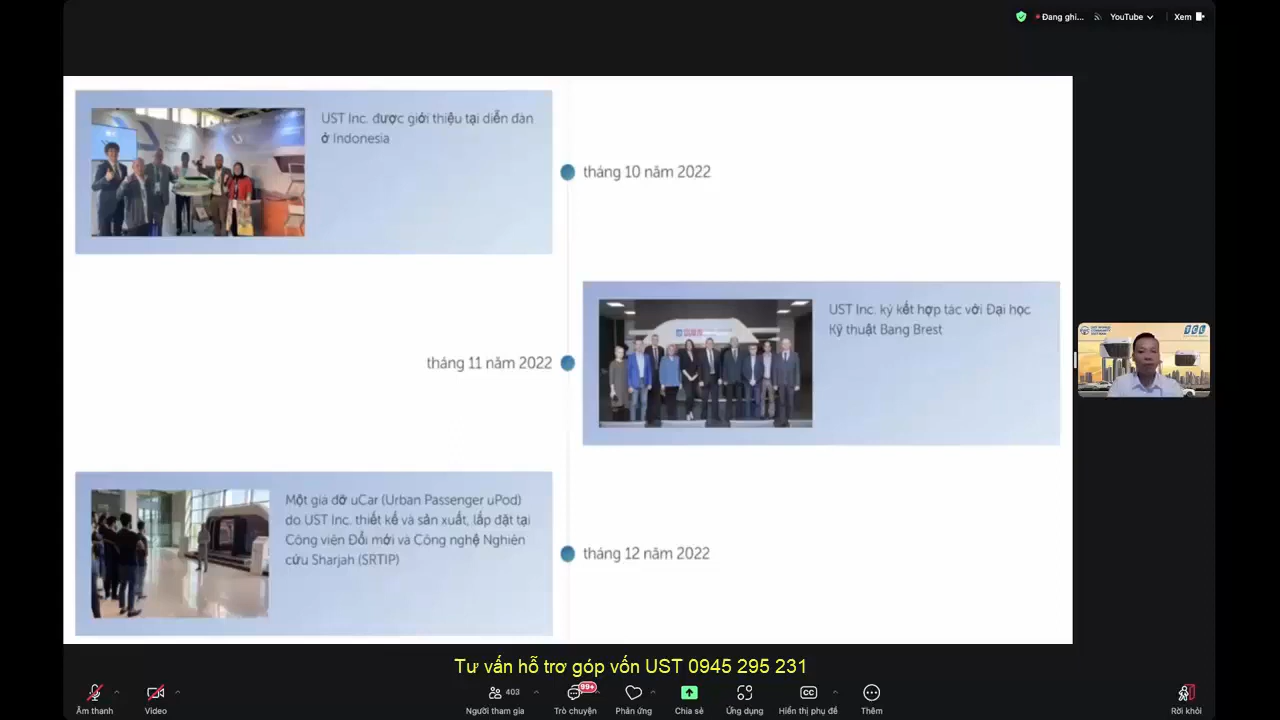 Đang ghi...
YouTube
Xem
UST Inc. được giới thiệu tại diễn đàn
ở Indonesia
tháng 10 năm 2022
UST Inc. ký kết hợp tác với Đại học
Kỹ thuật Bang Brest
tháng 11 năm 2022
Một giá đỡ uCar (Urban Passenger uPod)
do UST Inc. thiết kế và sản xuất, lắp đặt tại
Công viên Đổi mới và Công nghệ Nghiên
cứu Sharjah (SRTIP)
tháng 12 năm 2022
Tư vấn hỗ trơ góp vốn UST 0945 295 231
99+
403
Âm thanh
Video
Người tham gia
Trò chuyện
Phản ứng
Chia sẻ
Ứng dụng
CC
Hiển thị phụ đề
Thêm
Rời khỏi